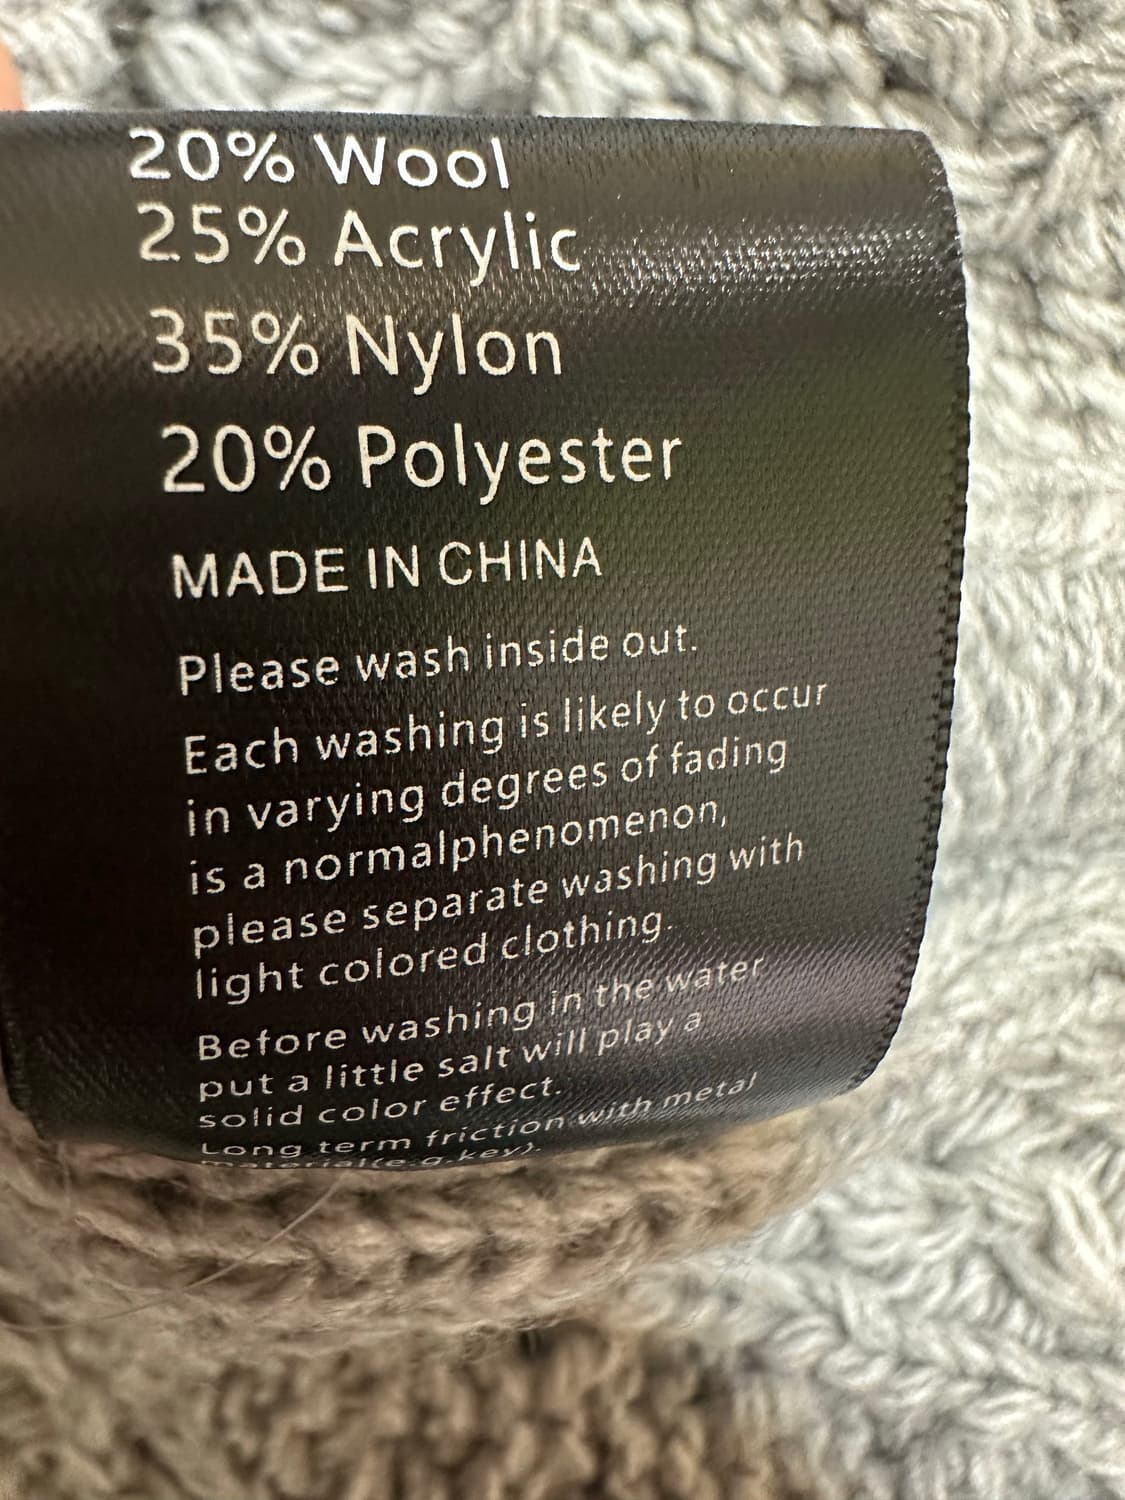 20% Wool
25% Acrylic
35% Nylon
20% Polyester
MADE IN CHINA
Please wash inside out.
Each washing is likely to occur
in varying degrees of fading
is a normalphenomenon,
please separate washing with
light colored clothing.
Before washing in the water
put a little salt will play a
solid color effect.
Long term friction with metal
material(e.g.key).